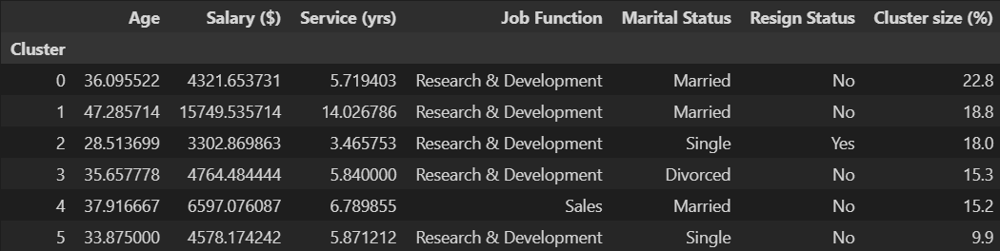 Age Salary ($) Service (yrs) Job Function Marital Status Resign Status Cluster size (%)
Cluster
0 36.095522 4321.653731 5.719403 Research & Development Married No 22.8
1 47.285714 15749.535714 14.026786 Research & Development Married No 18.8
2 28.513699 3302.869863 3.465753 Research & Development Single Yes 18.0
3 35.657778 4764.484444 5.840000 Research & Development Divorced No 15.3
4 37.916667 6597.076087 6.789855 Sales Married No 15.2
5 33.875000 4578.174242 5.871212 Research & Development Single No 9.9